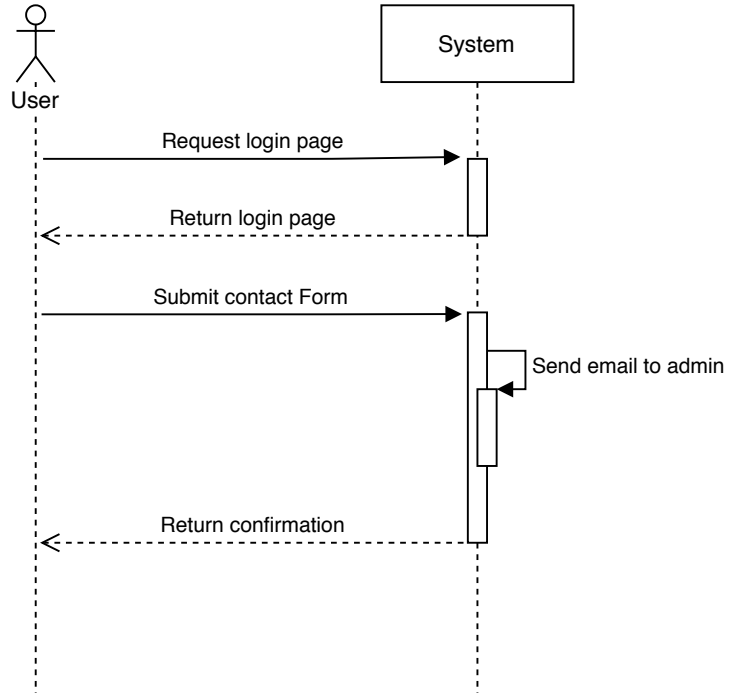 System
User
Request login page
Return login page
Submit contact Form
Send email to admin
Return confirmation